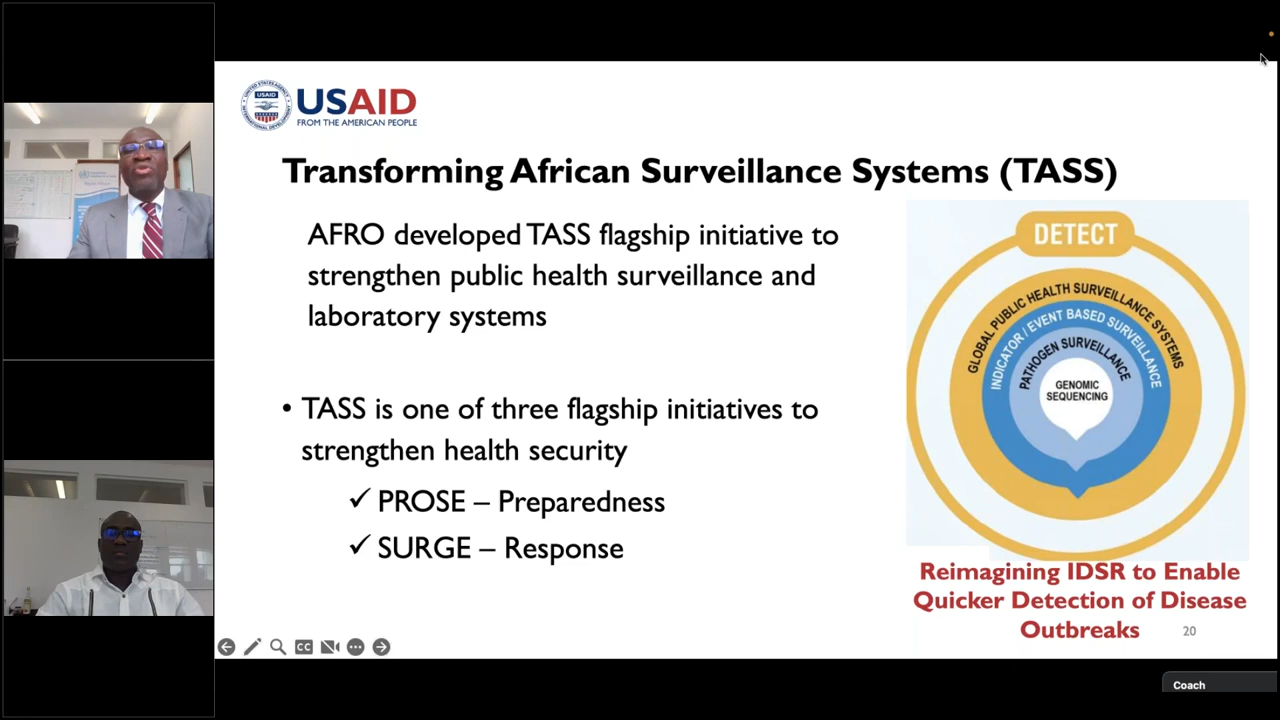 USAID
FROM THE AMERICAN PEOPLE
Transforming African Surveillance Systems (TASS)
AFRO developed TASS flagship initiative to
strengthen public health surveillance and
laboratory systems
• TASS is one of three flagship initiatives to
strengthen health security
✓ PROSE – Preparedness
✓ SURGE – Response
DETECT
GLOBAL PUBLIC HEALTH SURVEILLANCE SYSTEMS
INDICATOR / EVENT BASED SURVEILLANCE
PATHOGEN SURVEILLANCE
GENOMIC
SEQUENCING
Reimagining IDSR to Enable
Quicker Detection of Disease
Outbreaks
20
CC
Coach